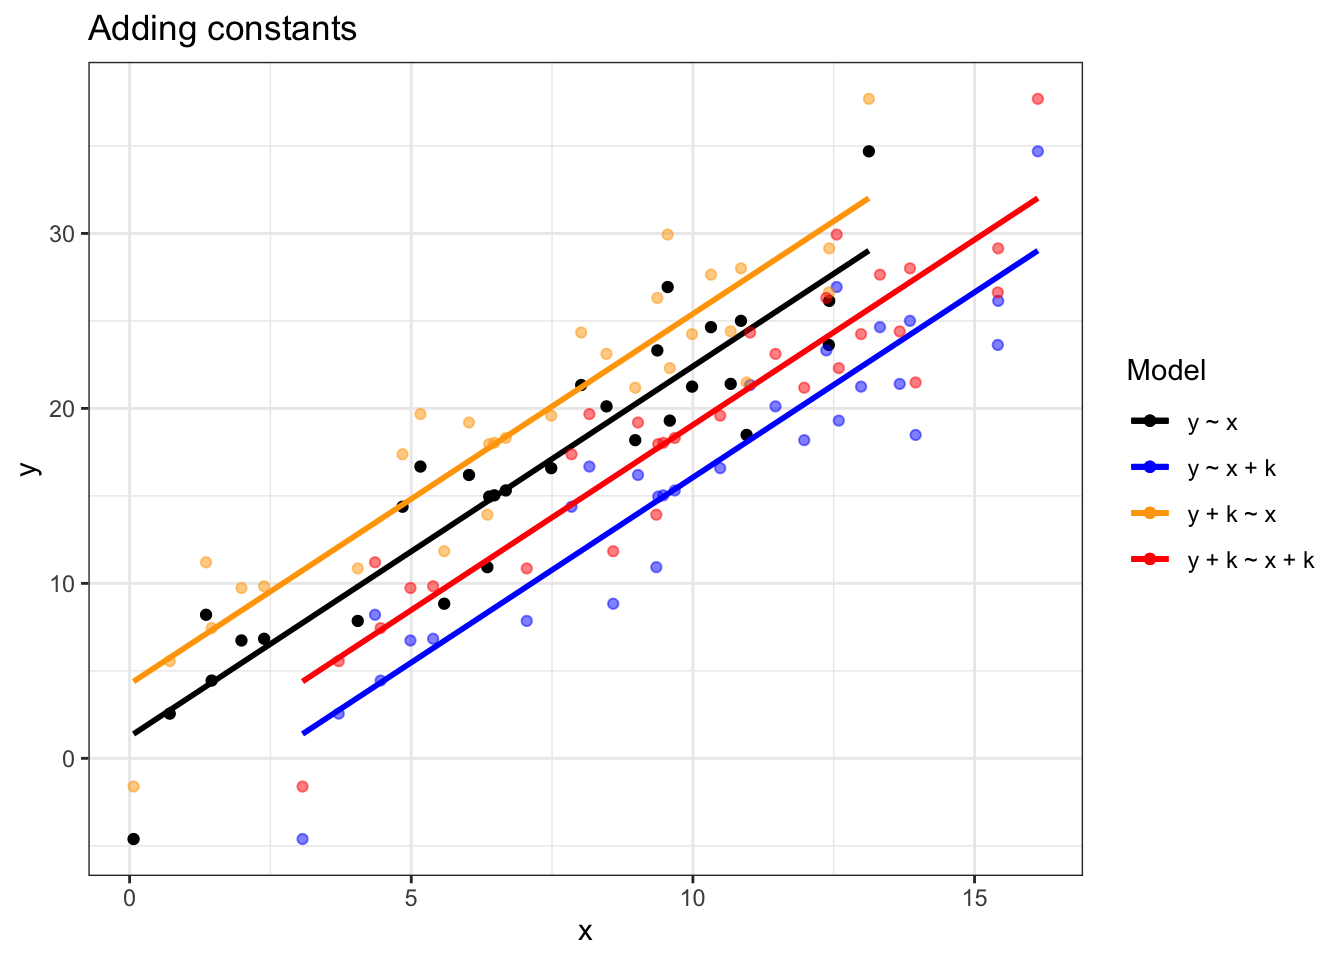 Adding constants
30
20
10
0
y
0 5 10 15
x
Model
y ~ x
y ~ x + k
y + k ~ x
y + k ~ x + k